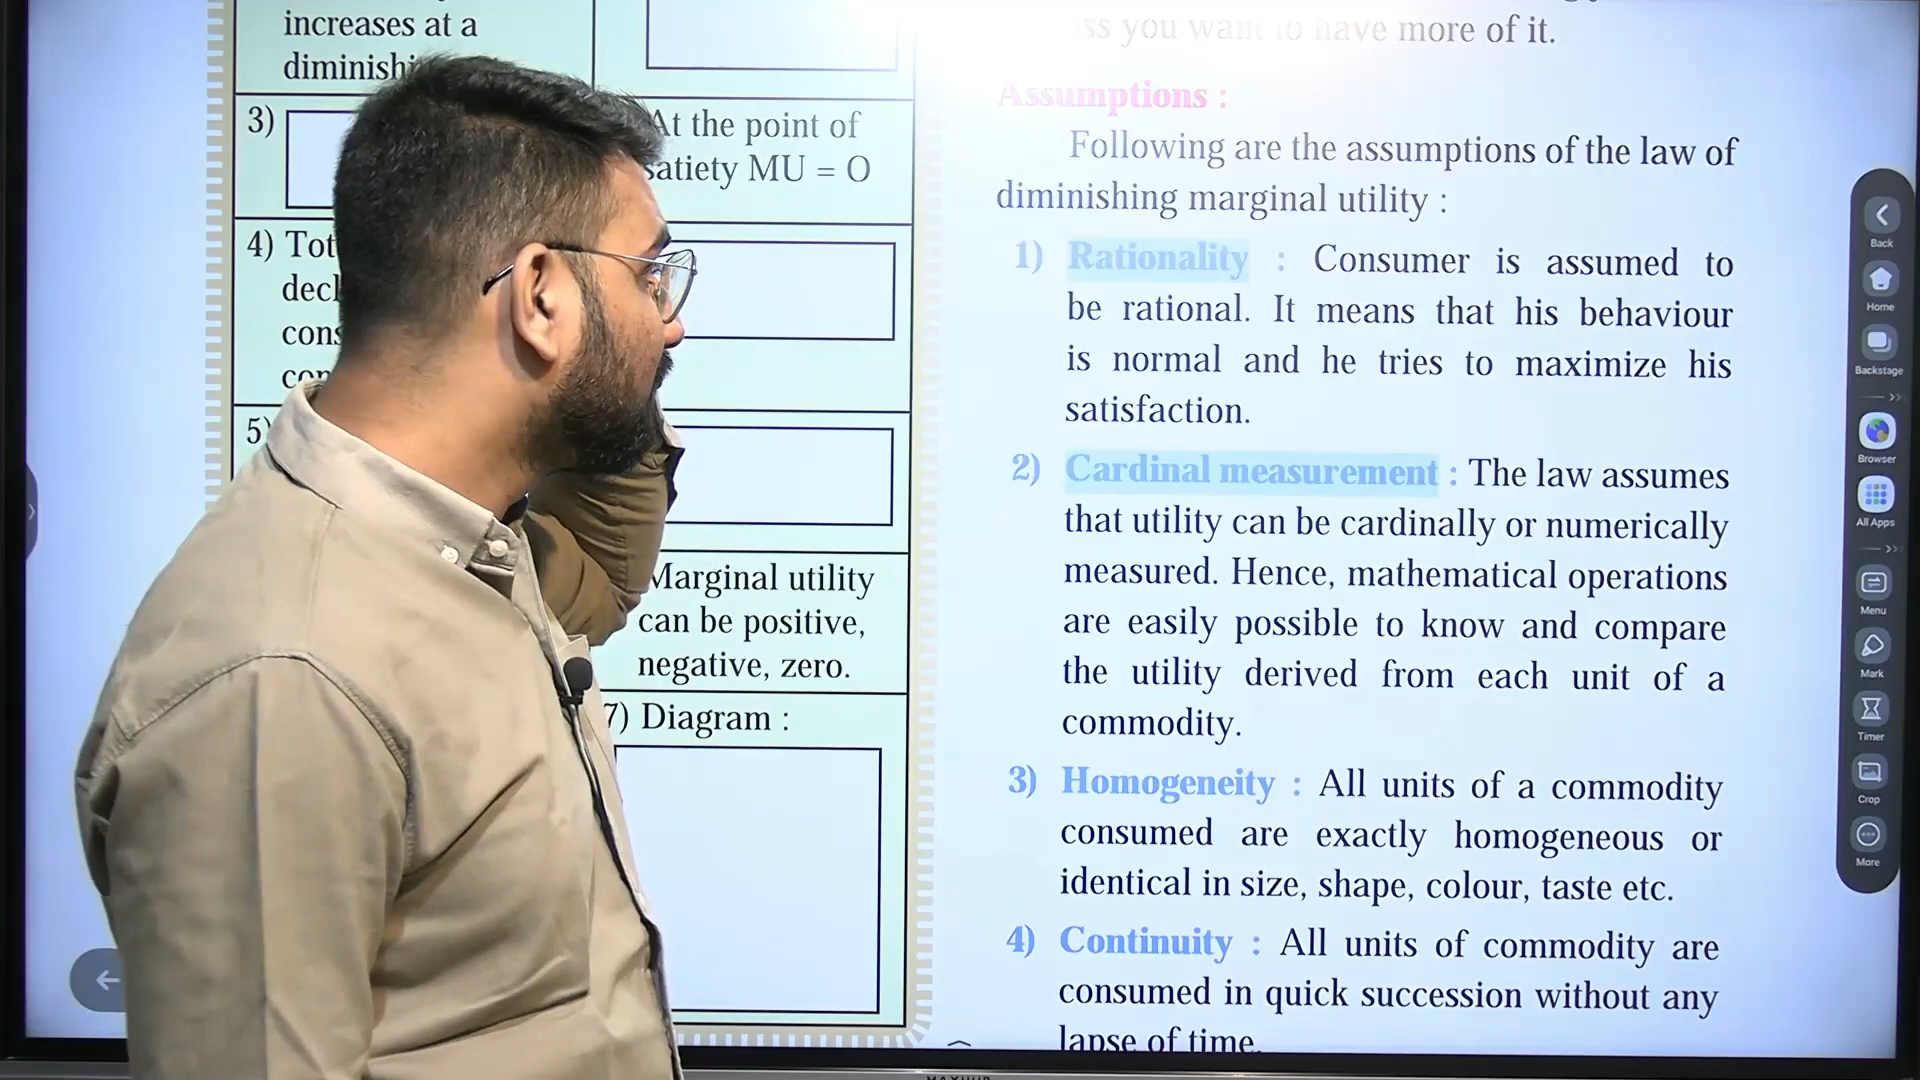 increases at a
diminishi
3)
At the point of
satiety MU = O
4) Tot
decl
cons
con
5)
Marginal utility
can be positive,
negative, zero.
7) Diagram :
ss you want to have more of it.
Assumptions :
Following are the assumptions of the law of
diminishing marginal utility :
1) Rationality : Consumer is assumed to
be rational. It means that his behaviour
is normal and he tries to maximize his
satisfaction.
2) Cardinal measurement : The law assumes
that utility can be cardinally or numerically
measured. Hence, mathematical operations
are easily possible to know and compare
the utility derived from each unit of a
commodity.
3) Homogeneity : All units of a commodity
consumed are exactly homogeneous or
identical in size, shape, colour, taste etc.
4) Continuity : All units of commodity are
consumed in quick succession without any
lapse of time.
Back
Home
Backstage
Browser
All Apps
Menu
Mark
Timer
Crop
More